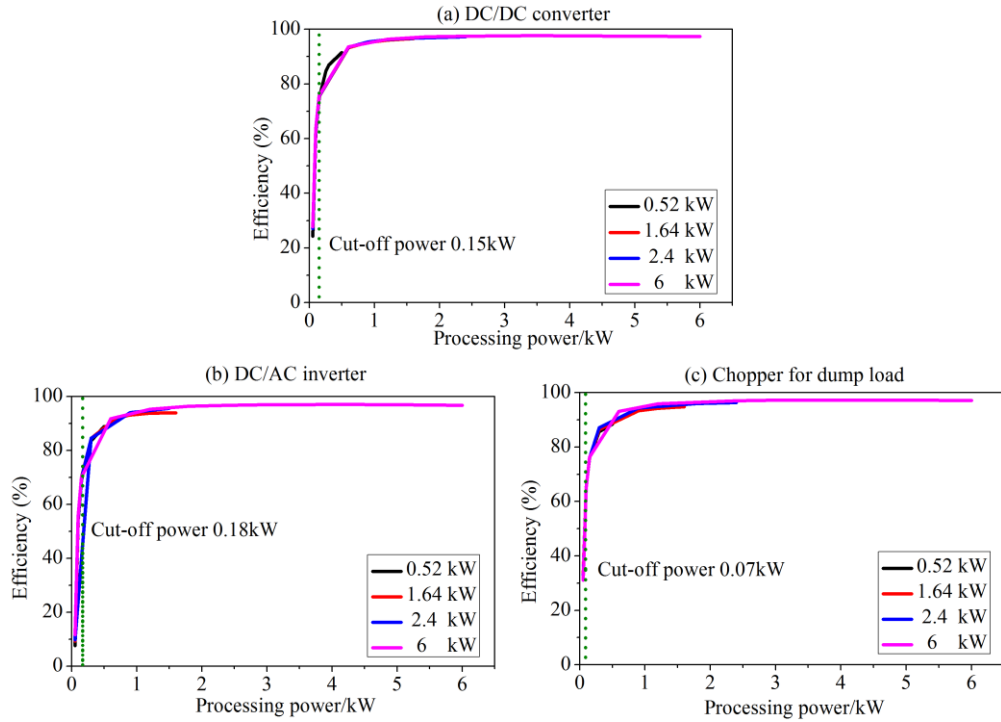 (a) DC/DC converter
100
80
60
40
20
0
Efficiency (%)
Cut-off power 0.15kW
0.52 kW
1.64 kW
2.4 kW
6 kW
0 1 2 3 4 5 6
Processing power/kW
(b) DC/AC inverter
100
80
60
40
20
0
Efficiency (%)
Cut-off power 0.18kW
0.52 kW
1.64 kW
2.4 kW
6 kW
0 1 2 3 4 5 6
Processing power/kW
(c) Chopper for dump load
100
80
60
40
20
0
Efficiency (%)
Cut-off power 0.07kW
0.52 kW
1.64 kW
2.4 kW
6 kW
0 1 2 3 4 5 6
Processing power/kW